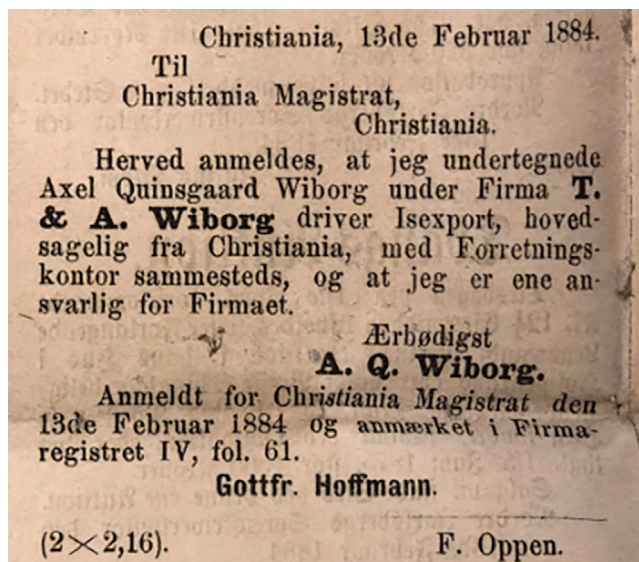 Christiania, 13de Februar 1884.
Til
Christiania Magistrat,
Christiania.
Herved anmeldes, at jeg undertegnede
Axel Quinsgaard Wiborg under Firma T.
& A. Wiborg driver Isexport, hoved-
sagelig fra Christiania, med Forretnings-
kontor sammesteds, og at jeg er ene an-
svarlig for Firmaet.
Ærbødigst
A. Q. Wiborg.
Anmeldt for Christiania Magistrat den
13de Februar 1884 og anmærket i Firma-
registret IV, fol. 61.
Gottfr. Hoffmann.
(2×2,16). F. Oppen.